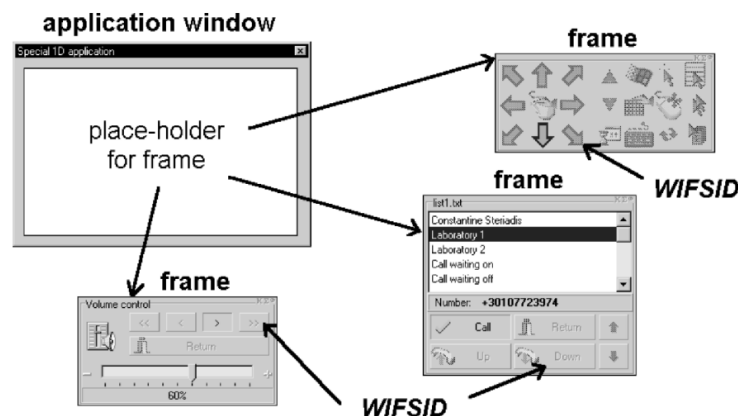 application window
Special 1D application
place-holder
for frame
frame
WIFSID
frame
list1.txt
Constantine Steriadis
Laboratory 1
Laboratory 2
Call waiting on
Call waiting off
Number: +30107723974
Call
Return
Up
Down
frame
Volume control
<<
<
>
>>
Return
-
+
60%
WIFSID